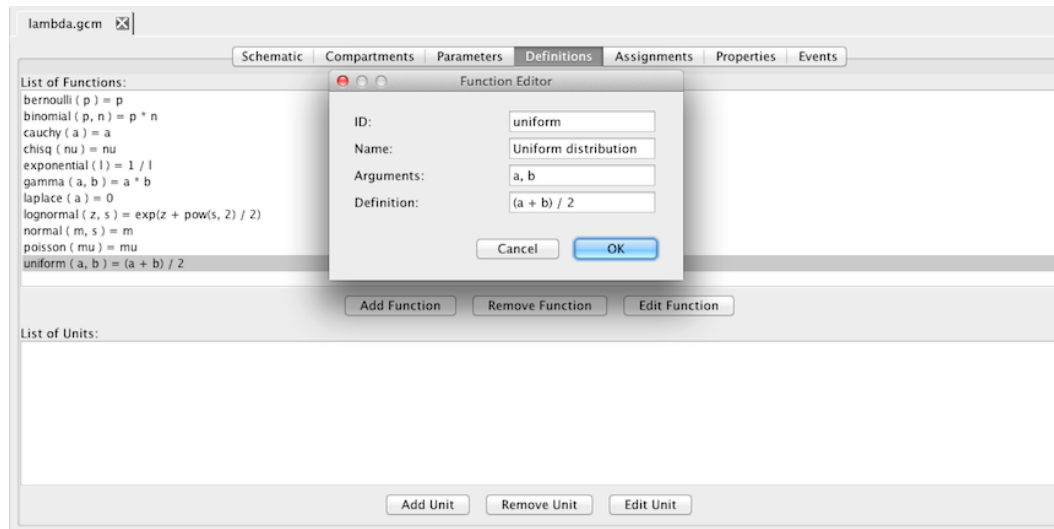 lambda.gcm
Schematic Compartments Parameters Definitions Assignments Properties Events
List of Functions:
bernoulli ( p ) = p
binomial ( p, n ) = p * n
cauchy ( a ) = a
chisq ( nu ) = nu
exponential ( l ) = 1 / l
gamma ( a, b ) = a * b
laplace ( a ) = 0
lognormal ( z, s ) = exp(z + pow(s, 2) / 2)
normal ( m, s ) = m
poisson ( mu ) = mu
uniform ( a, b ) = (a + b) / 2
Function Editor
ID: uniform
Name: Uniform distribution
Arguments: a, b
Definition: (a + b) / 2
Cancel OK
Add Function Remove Function Edit Function
List of Units:
Add Unit Remove Unit Edit Unit